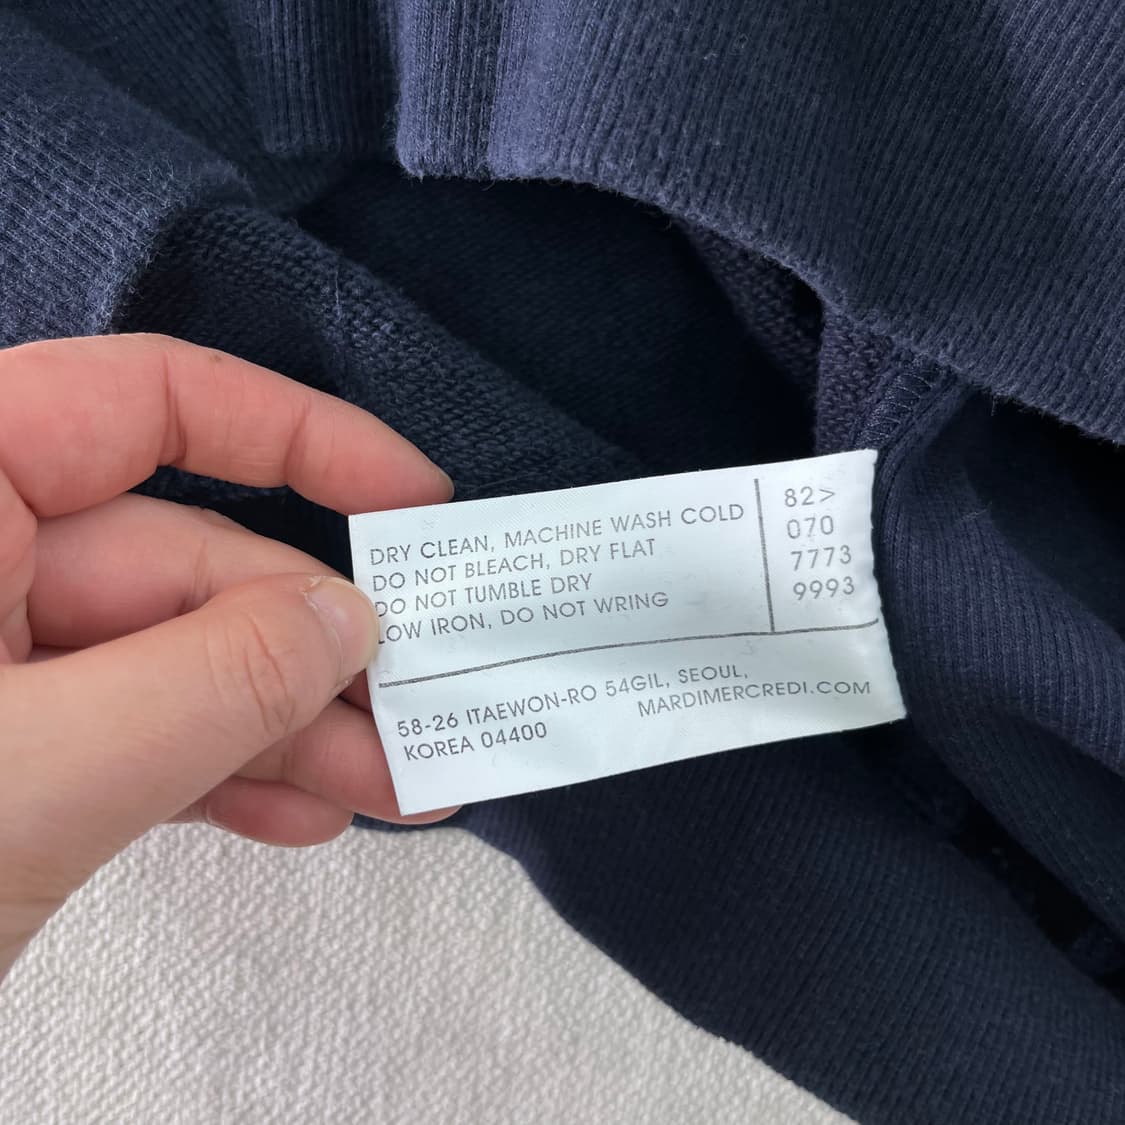 DRY CLEAN, MACHINE WASH COLD
DO NOT BLEACH, DRY FLAT
DO NOT TUMBLE DRY
LOW IRON, DO NOT WRING
82>
070
7773
9993
58-26 ITAEWON-RO 54GIL, SEOUL,
KOREA 04400
MARDIMERCREDI.COM